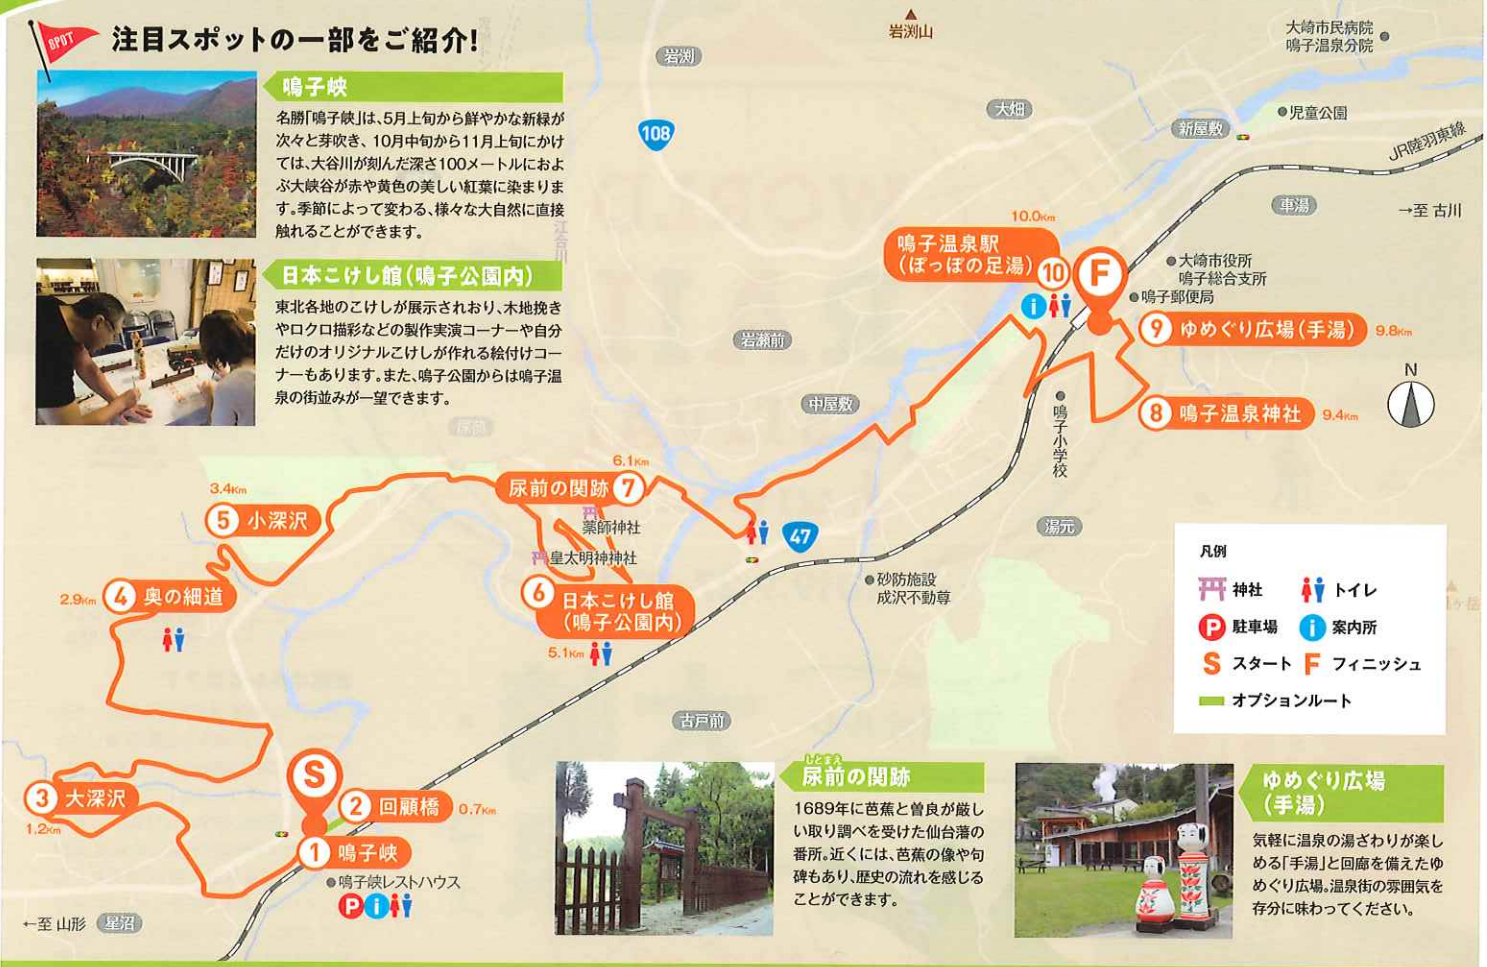 SPOT
注目スポットの一部をご紹介!
鳴子峡
名勝「鳴子峡」は、5月上旬から鮮やかな新緑が
次々と芽吹き、10月中旬から11月上旬にかけ
ては、大谷川が刻んだ深さ100メートルにおよ
ぶ大峡谷が赤や黄色の美しい紅葉に染まりま
す。季節によって変わる、様々な大自然に直接
触れることができます。
日本こけし館(鳴子公園内)
東北各地のこけしが展示されおり、木地挽き
やロクロ描彩などの製作実演コーナーや自分
だけのオリジナルこけしが作れる絵付けコー
ナーもあります。また、鳴子公園からは鳴子温
泉の街並みが一望できます。
江合川
岩渕
岩渕山
108
大畑
大崎市民病院
鳴子温泉分院
児童公園
新屋敷
JR陸羽東線
車湯
→至 古川
10.0Km
鳴子温泉駅
(ぽっぽの足湯) 10
F
大崎市役所
鳴子総合支所
鳴子郵便局
9 ゆめぐり広場(手湯) 9.8Km
8 鳴子温泉神社 9.4Km
N
鳴子小学校
岩瀬前
中屋敷
6.1Km
尿前の関跡 7
薬師神社
皇太明神神社
6 日本こけし館
(鳴子公園内)
5.1Km
47
湯元
砂防施設
成沢不動尊
3.4Km
5 小深沢
2.9Km 4 奥の細道
古戸前
S
3 大深沢
1.2Km
2 回顧橋 0.7Km
1 鳴子峡
鳴子峡レストハウス
P i
←至 山形 星沼
凡例
神社 トイレ
P 駐車場 i 案内所
S スタート F フィニッシュ
オプションルート
しとまえ
尿前の関跡
1689年に芭蕉と曾良が厳し
い取り調べを受けた仙台藩の
番所。近くには、芭蕉の像や句
碑もあり、歴史の流れを感じる
ことができます。
ゆめぐり広場
(手湯)
気軽に温泉の湯ざわりが楽し
める「手湯」と回廊を備えたゆ
めぐり広場。温泉街の雰囲気を
存分に味わってください。